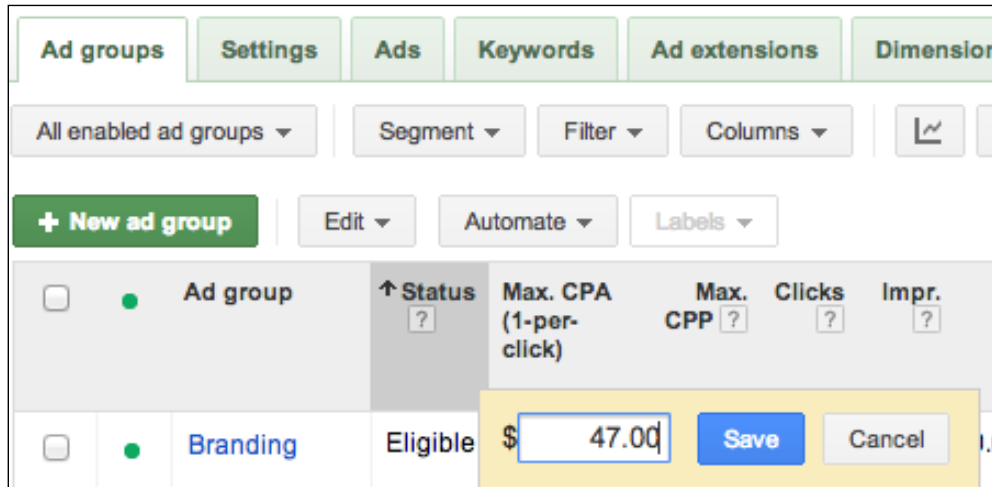 Ad groups Settings Ads Keywords Ad extensions Dimension
All enabled ad groups Segment Filter Columns
+ New ad group Edit Automate Labels
Ad group ↑ Status ? Max. CPA (1-per-click) Max. CPP ? Clicks ? Impr. ?
Branding Eligible $ 47.00 Save Cancel